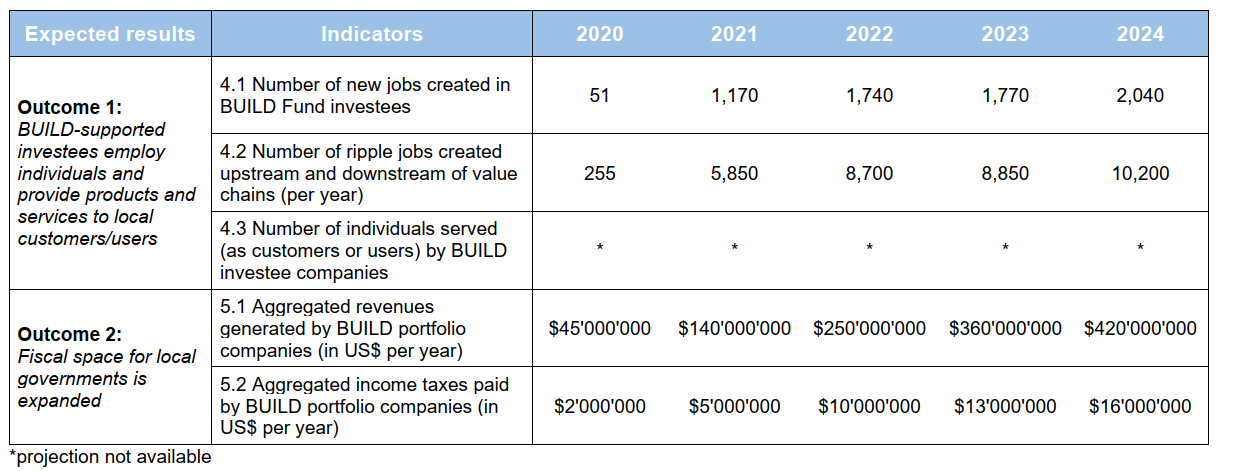 Expected results Indicators 2020 2021 2022 2023 2024
Outcome 1:
BUILD-supported
investees employ
individuals and
provide products and
services to local
customers/users
4.1 Number of new jobs created in
BUILD Fund investees
51 1,170 1,740 1,770 2,040
4.2 Number of ripple jobs created
upstream and downstream of value
chains (per year)
255 5,850 8,700 8,850 10,200
4.3 Number of individuals served
(as customers or users) by BUILD
investee companies
* * * * *
Outcome 2:
Fiscal space for local
governments is
expanded
5.1 Aggregated revenues
generated by BUILD portfolio
companies (in US$ per year)
$45'000'000 $140'000'000 $250'000'000 $360'000'000 $420'000'000
5.2 Aggregated income taxes paid
by BUILD portfolio companies (in
US$ per year)
$2'000'000 $5'000'000 $10'000'000 $13'000'000 $16'000'000
*projection not available